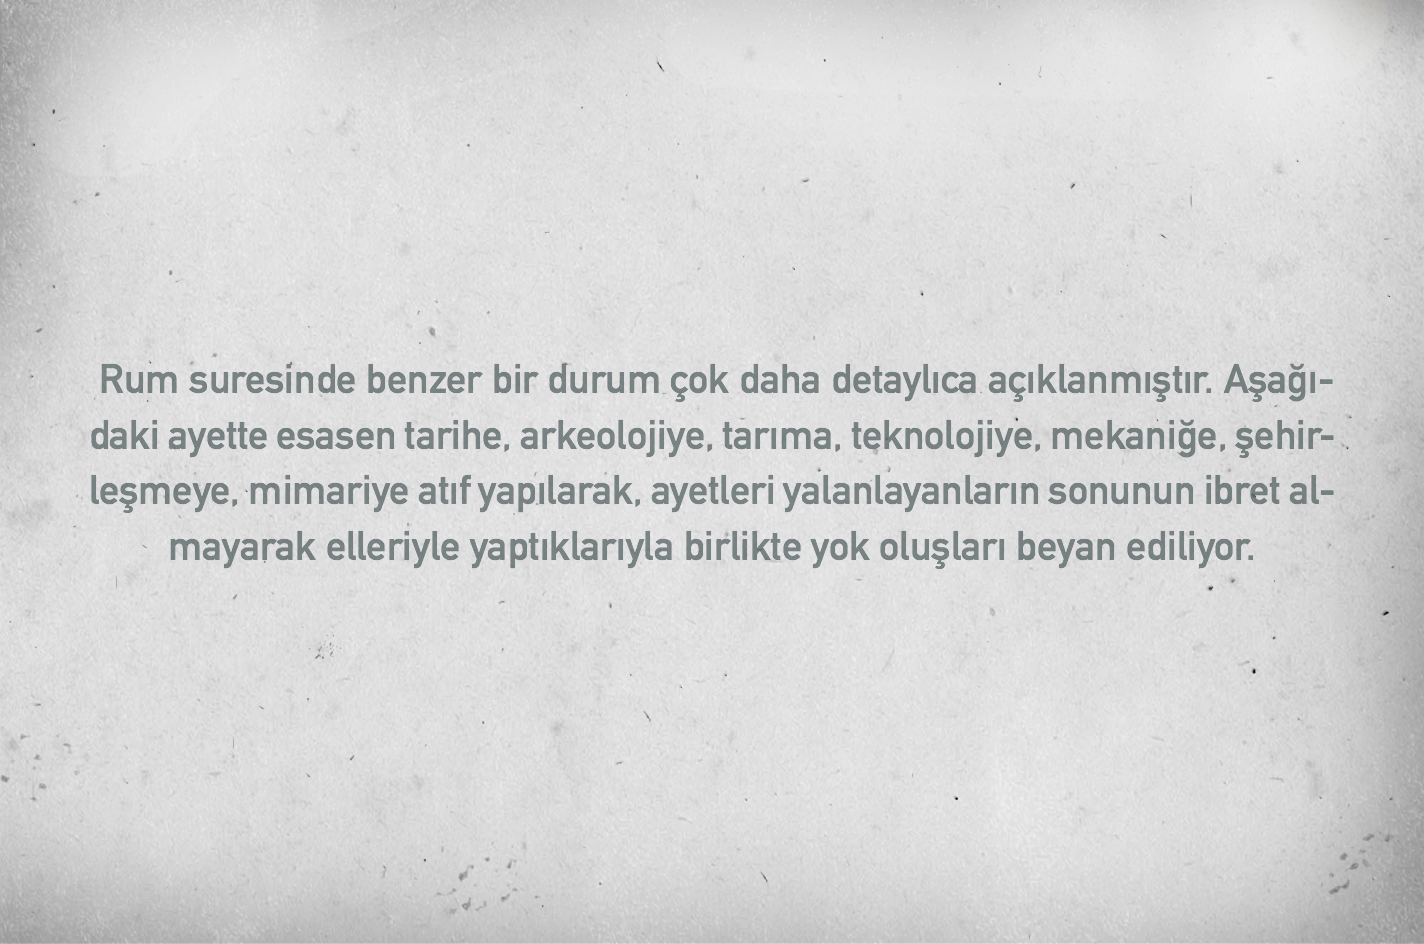 Rum suresinde benzer bir durum çok daha detaylıca açıklanmıştır. Aşağı-
daki ayette esasen tarihe, arkeolojiye, tarıma, teknolojiye, mekaniğe, şehir-
leşmeye, mimariye atıf yapılarak, ayetleri yalanlayanların sonunun ibret al-
mayarak elleriyle yaptıklarıyla birlikte yok oluşları beyan ediliyor.